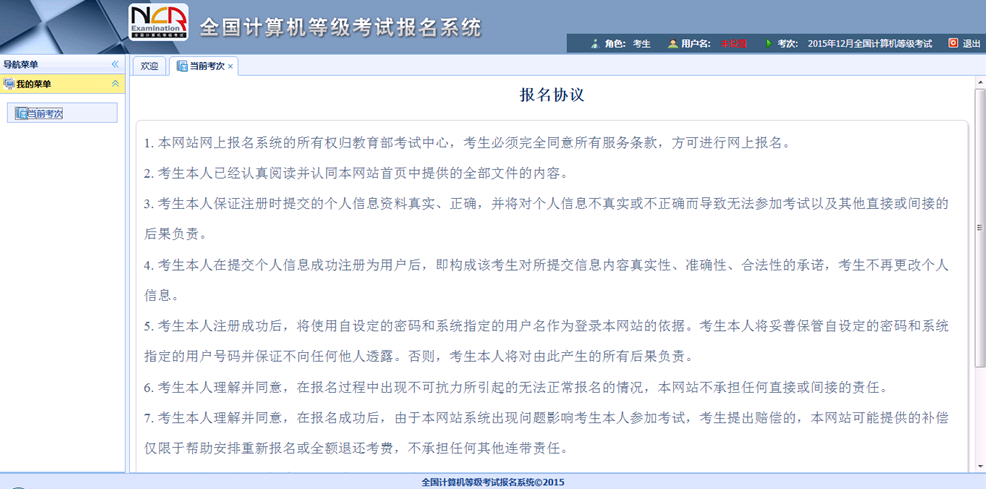 NCR
Examination
全国计算机等级考试
全国计算机等级考试报名系统
角色: 考生 用户名: 考次: 2015年12月全国计算机等级考试 退出
导航菜单
我的菜单
当前考次
欢迎 当前考次 ×
报名协议
1. 本网站网上报名系统的所有权归教育部考试中心，考生必须完全同意所有服务条款，方可进行网上报名。
2. 考生本人已经认真阅读并认同本网站首页中提供的全部文件的内容。
3. 考生本人保证注册时提交的个人信息资料真实、正确，并将对个人信息不真实或不正确而导致无法参加考试以及其他直接或间接的
后果负责。
4. 考生本人在提交个人信息成功注册为用户后，即构成该考生对所提交信息内容真实性、准确性、合法性的承诺，考生不再更改个人
信息。
5. 考生本人注册成功后，将使用自设定的密码和系统指定的用户名作为登录本网站的依据。考生本人将妥善保管自设定的密码和系统
指定的用户号码并保证不向任何他人透露。否则，考生本人将对由此产生的所有后果负责。
6. 考生本人理解并同意，在报名过程中出现不可抗力所引起的无法正常报名的情况，本网站不承担任何直接或间接的责任。
7. 考生本人理解并同意，在报名成功后，由于本网站系统出现问题影响考生本人参加考试，考生提出赔偿的，本网站可能提供的补偿
仅限于帮助安排重新报名或全额退还考费，不承担任何其他连带责任。
全国计算机等级考试报名系统©2015